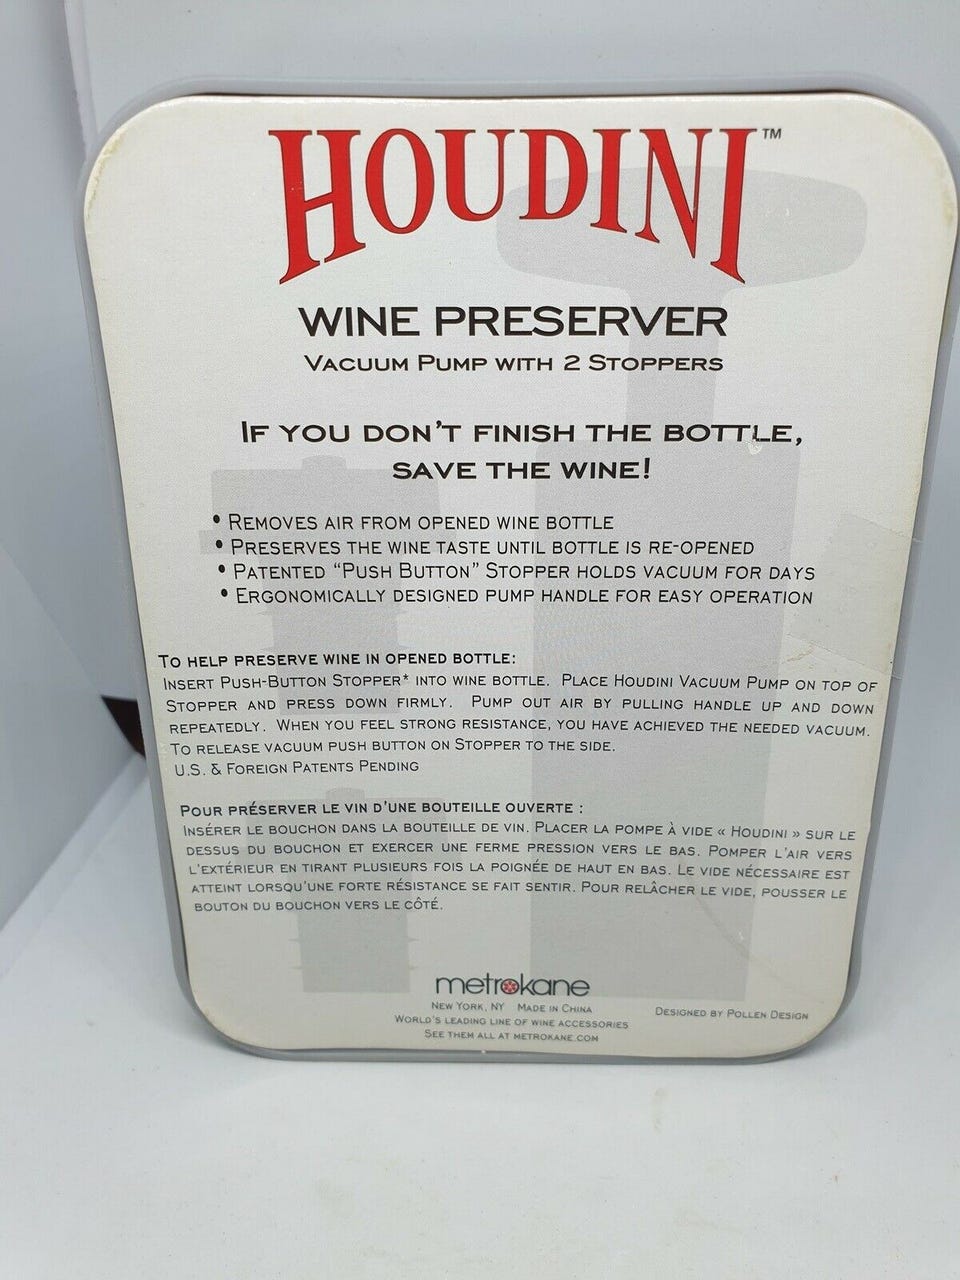 HOUDINI™
WINE PRESERVER
VACUUM PUMP WITH 2 STOPPERS
IF YOU DON'T FINISH THE BOTTLE,
SAVE THE WINE!
• REMOVES AIR FROM OPENED WINE BOTTLE
• PRESERVES THE WINE TASTE UNTIL BOTTLE IS RE-OPENED
• PATENTED “PUSH BUTTON” STOPPER HOLDS VACUUM FOR DAYS
• ERGONOMICALLY DESIGNED PUMP HANDLE FOR EASY OPERATION
TO HELP PRESERVE WINE IN OPENED BOTTLE:
INSERT PUSH-BUTTON STOPPER* INTO WINE BOTTLE. PLACE HOUDINI VACUUM PUMP ON TOP OF
STOPPER AND PRESS DOWN FIRMLY. PUMP OUT AIR BY PULLING HANDLE UP AND DOWN
REPEATEDLY. WHEN YOU FEEL STRONG RESISTANCE, YOU HAVE ACHIEVED THE NEEDED VACUUM.
TO RELEASE VACUUM PUSH BUTTON ON STOPPER TO THE SIDE.
U.S. & FOREIGN PATENTS PENDING
POUR PRÉSERVER LE VIN D'UNE BOUTEILLE OUVERTE :
INSÉRER LE BOUCHON DANS LA BOUTEILLE DE VIN. PLACER LA POMPE À VIDE « HOUDINI » SUR LE
DESSUS DU BOUCHON ET EXERCER UNE FERME PRESSION VERS LE BAS. POMPER L'AIR VERS
L'EXTÉRIEUR EN TIRANT PLUSIEURS FOIS LA POIGNÉE DE HAUT EN BAS. LE VIDE NÉCESSAIRE EST
ATTEINT LORSQU'UNE FORTE RÉSISTANCE SE FAIT SENTIR. POUR RELÂCHER LE VIDE, POUSSER LE
BOUTON DU BOUCHON VERS LE CÔTÉ.
metrokane
NEW YORK, NY MADE IN CHINA
WORLD'S LEADING LINE OF WINE ACCESSORIES
SEE THEM ALL AT METROKANE.COM
DESIGNED BY POLLEN DESIGN